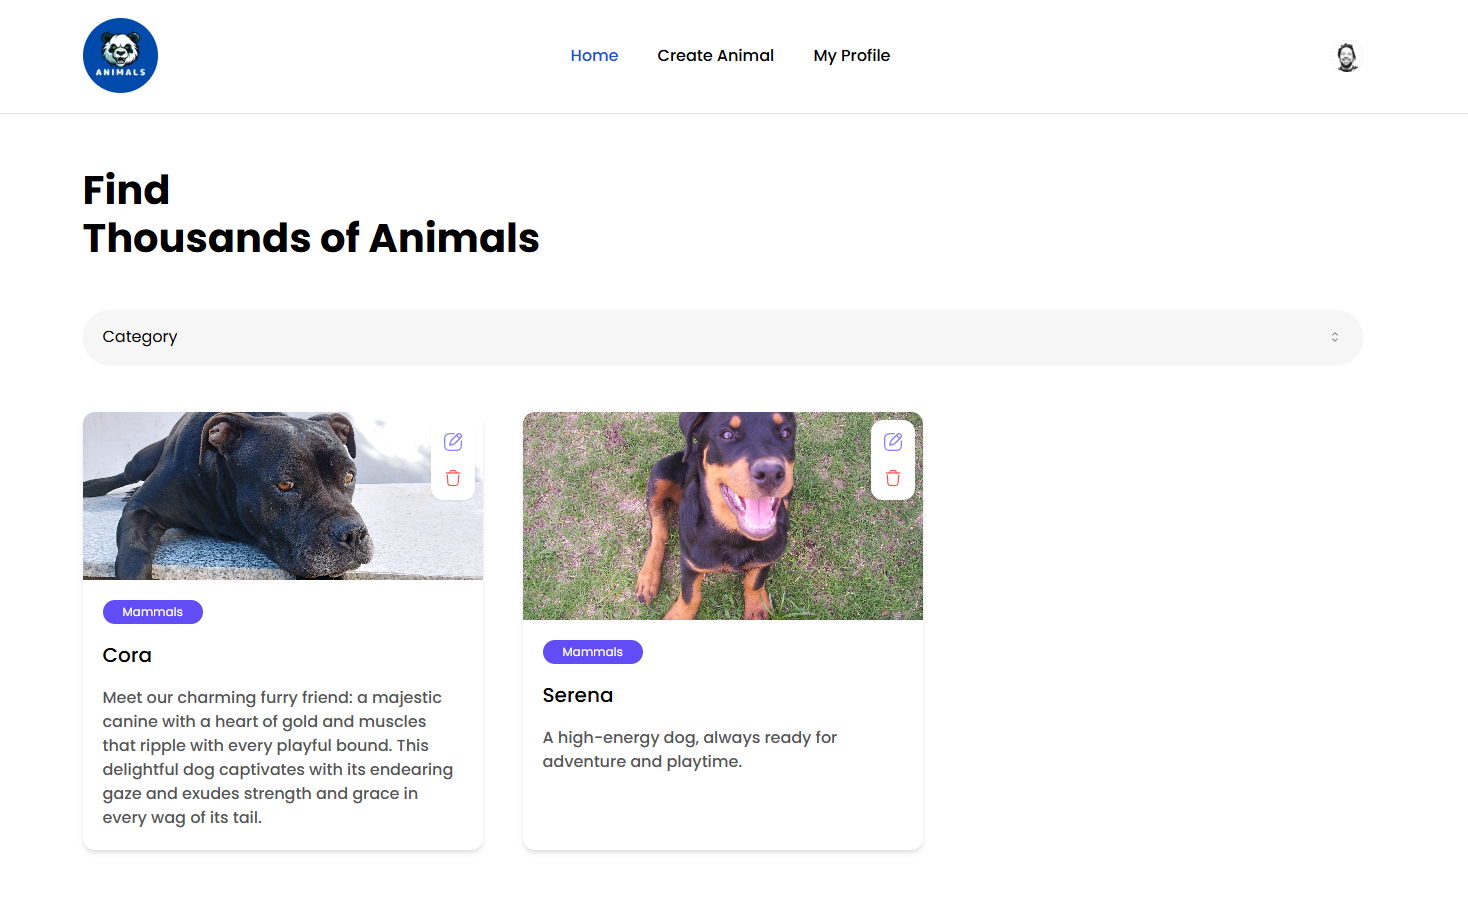 ANIMALS
Home
Create Animal
My Profile
Find
Thousands of Animals
Category
Mammals
Cora
Meet our charming furry friend: a majestic
canine with a heart of gold and muscles
that ripple with every playful bound. This
delightful dog captivates with its endearing
gaze and exudes strength and grace in
every wag of its tail.
Mammals
Serena
A high-energy dog, always ready for
adventure and playtime.